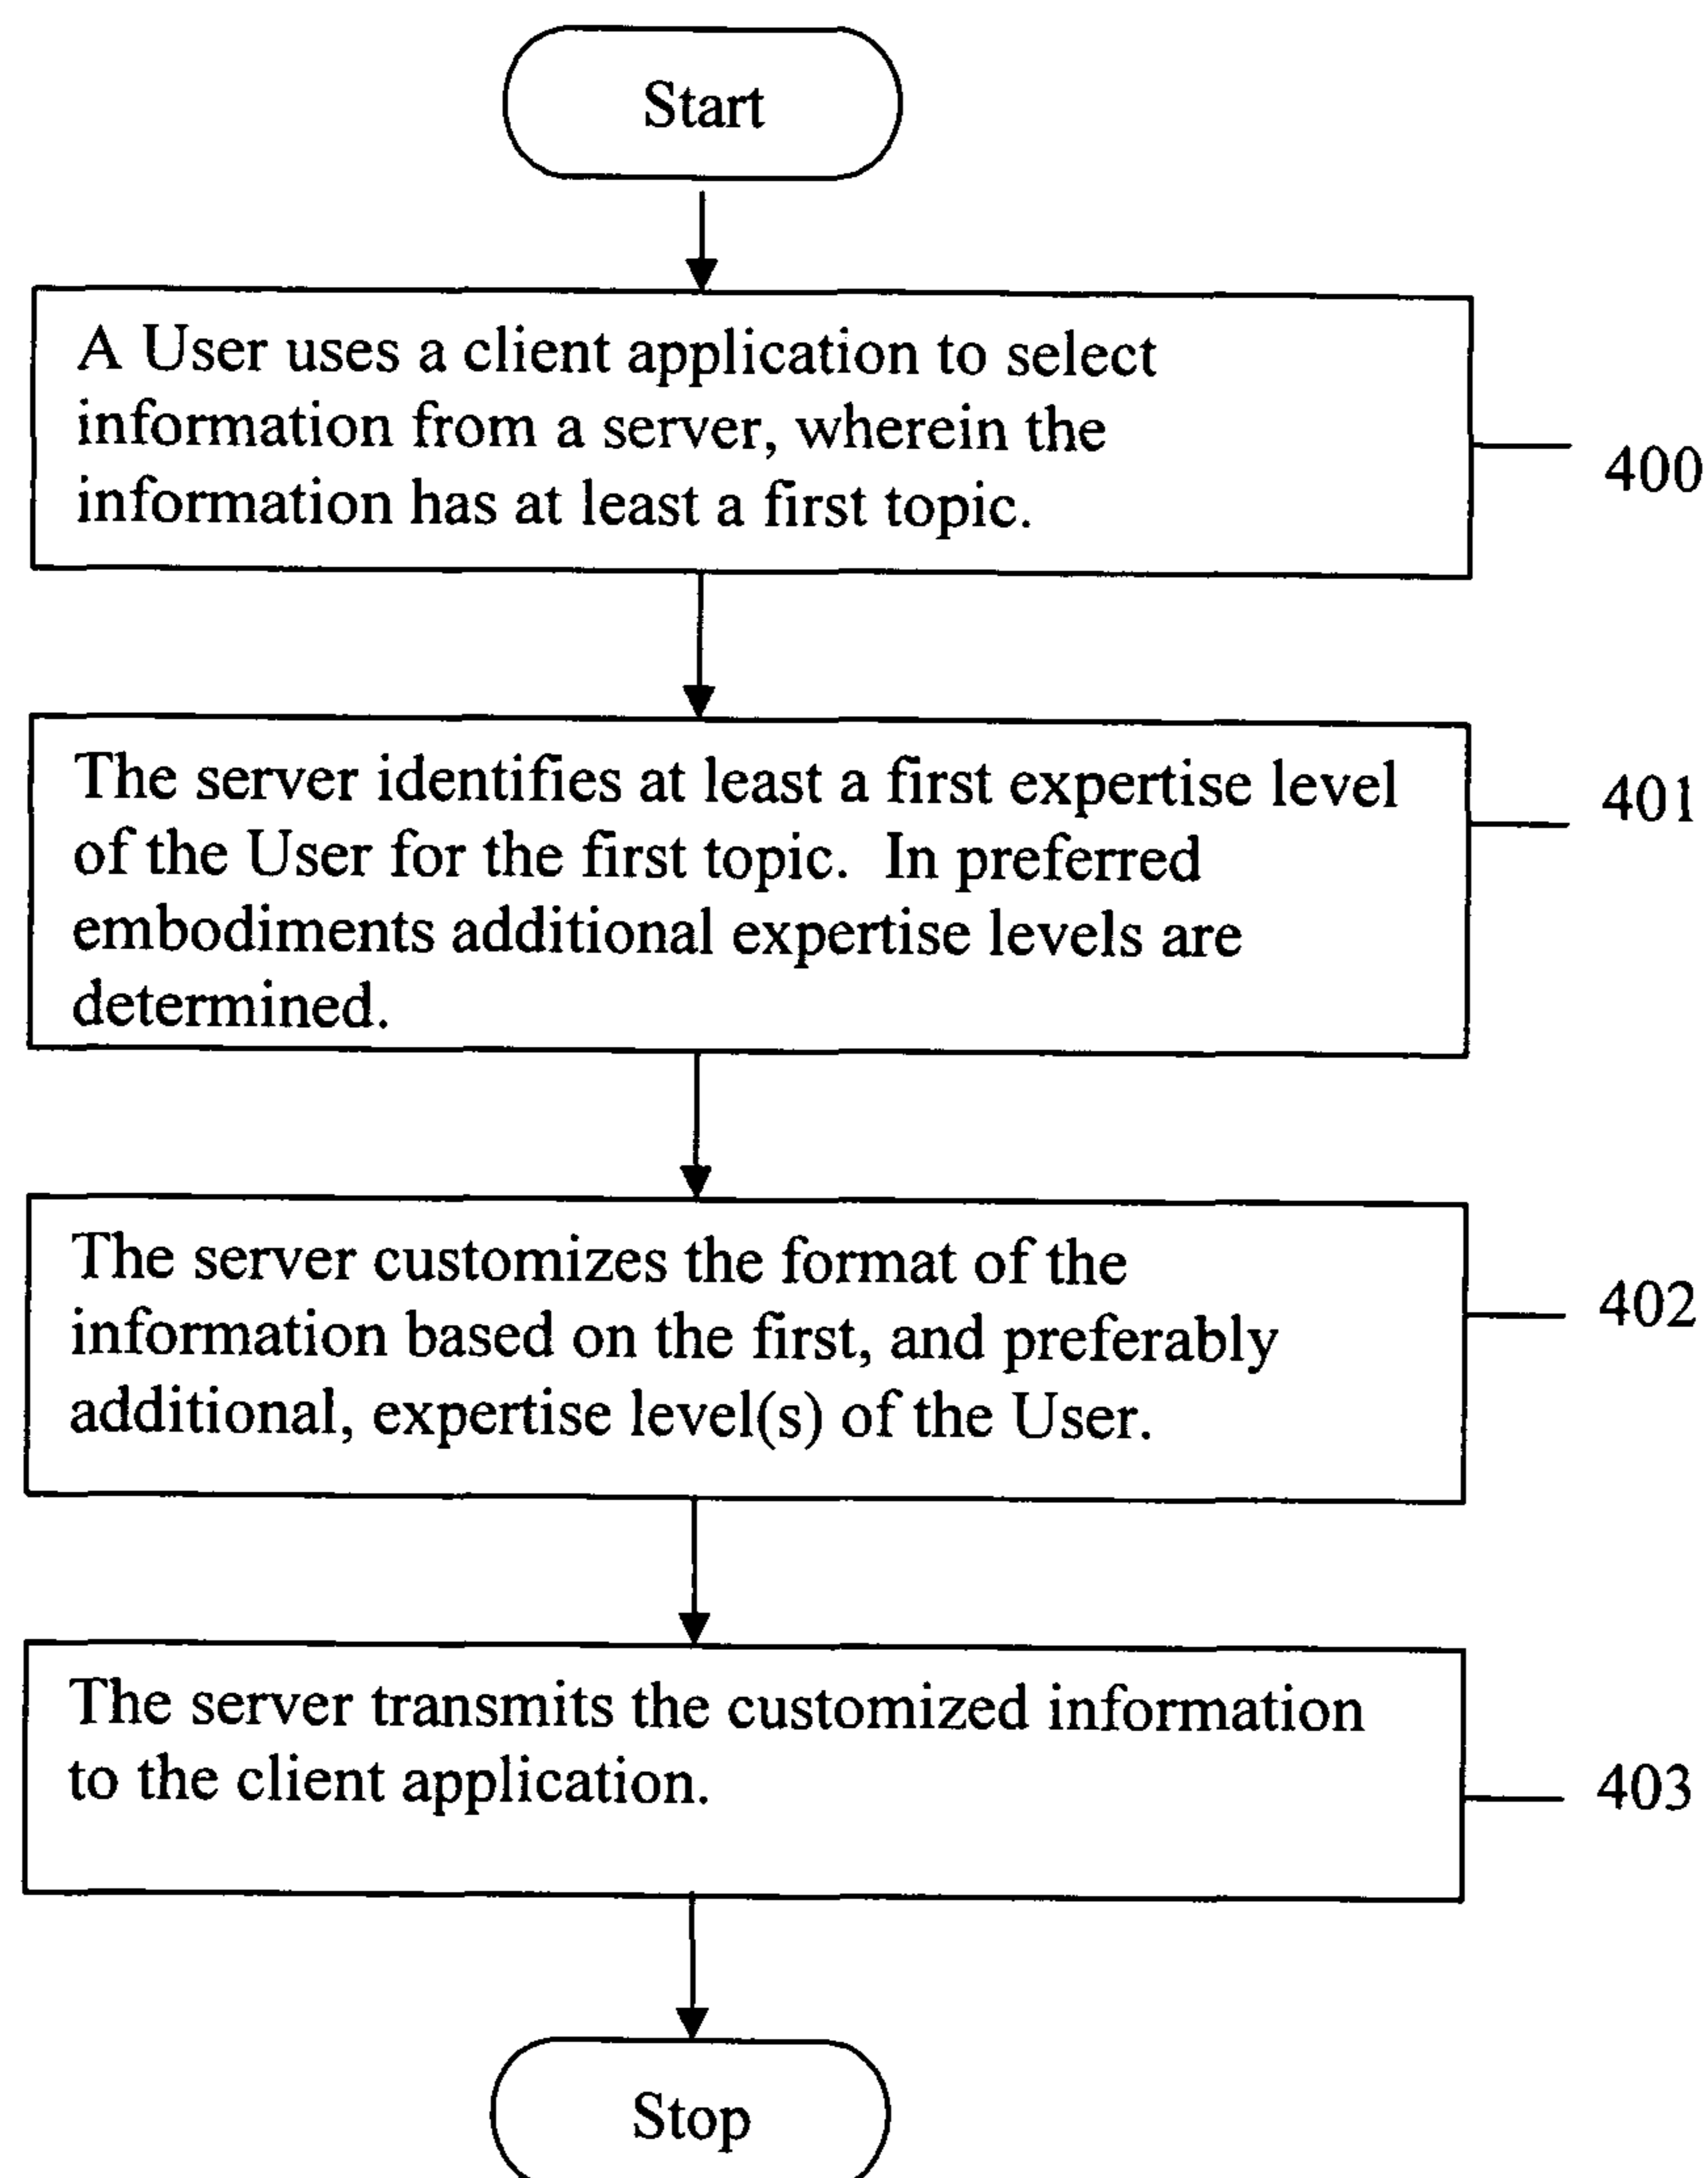 Start
A User uses a client application to select
information from a server, wherein the
information has at least a first topic.
400
The server identifies at least a first expertise level
of the User for the first topic.  In preferred
embodiments additional expertise levels are
determined.
401
The server customizes the format of the
information based on the first, and preferably
additional, expertise level(s) of the User.
402
The server transmits the customized information
to the client application.
403
Stop